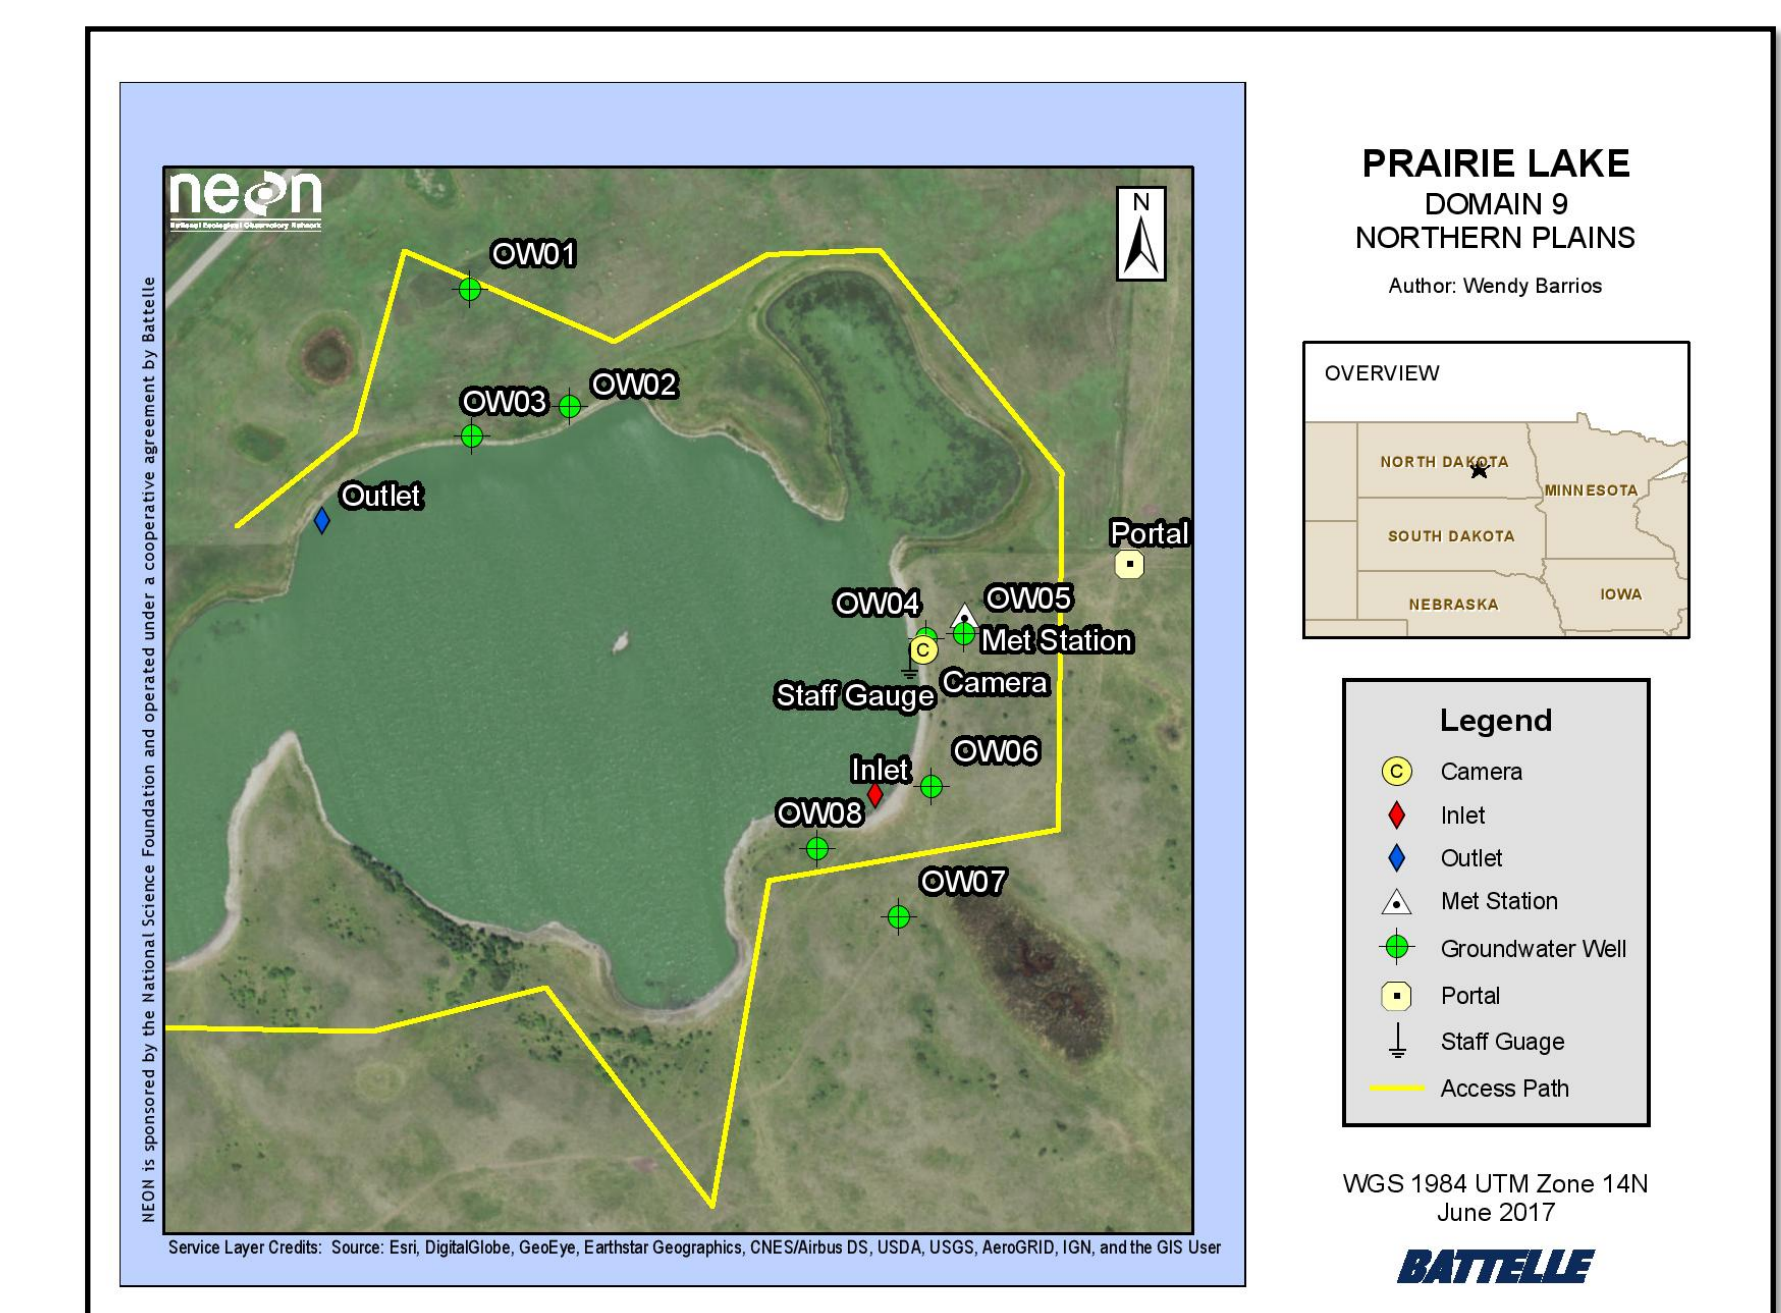 PRAIRIE LAKE
DOMAIN 9
NORTHERN PLAINS
Author: Wendy Barrios
neon
National Ecological Observatory Network
N
OW01
OW02
OW03
Outlet
Portal
OW04
OW05
Met Station
Camera
Staff Gauge
OW06
Inlet
OW08
OW07
NEON is sponsored by the National Science Foundation and operated under a cooperative agreement by Battelle
Service Layer Credits: Source: Esri, DigitalGlobe, GeoEye, Earthstar Geographics, CNES/Airbus DS, USDA, USGS, AeroGRID, IGN, and the GIS User
OVERVIEW
NORTH DAKOTA
MINNESOTA
SOUTH DAKOTA
IOWA
NEBRASKA
Legend
C Camera
Inlet
Outlet
Met Station
Groundwater Well
Portal
Staff Guage
Access Path
WGS 1984 UTM Zone 14N
June 2017
BATTELLE
C